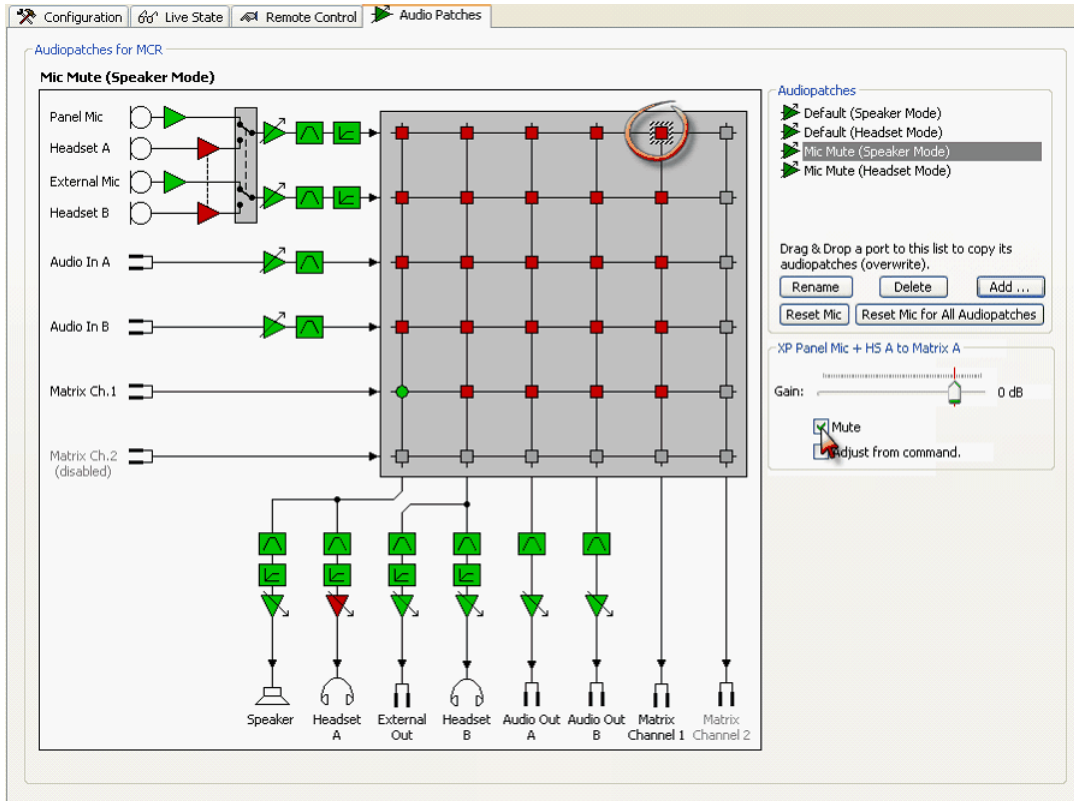 Configuration Live State Remote Control Audio Patches
Audiopatches for MCR
Mic Mute (Speaker Mode)
Panel Mic
Headset A
External Mic
Headset B
Audio In A
Audio In B
Matrix Ch.1
Matrix Ch.2
(disabled)
Speaker
Headset
A
External
Out
Headset
B
Audio Out
A
Audio Out
B
Matrix
Channel 1
Matrix
Channel 2
Audiopatches
Default (Speaker Mode)
Default (Headset Mode)
Mic Mute (Speaker Mode)
Mic Mute (Headset Mode)
Drag & Drop a port to this list to copy its
audiopatches (overwrite).
Rename Delete Add ...
Reset Mic Reset Mic for All Audiopatches
XP Panel Mic + HS A to Matrix A
Gain: 0 dB
Mute
Adjust from command.